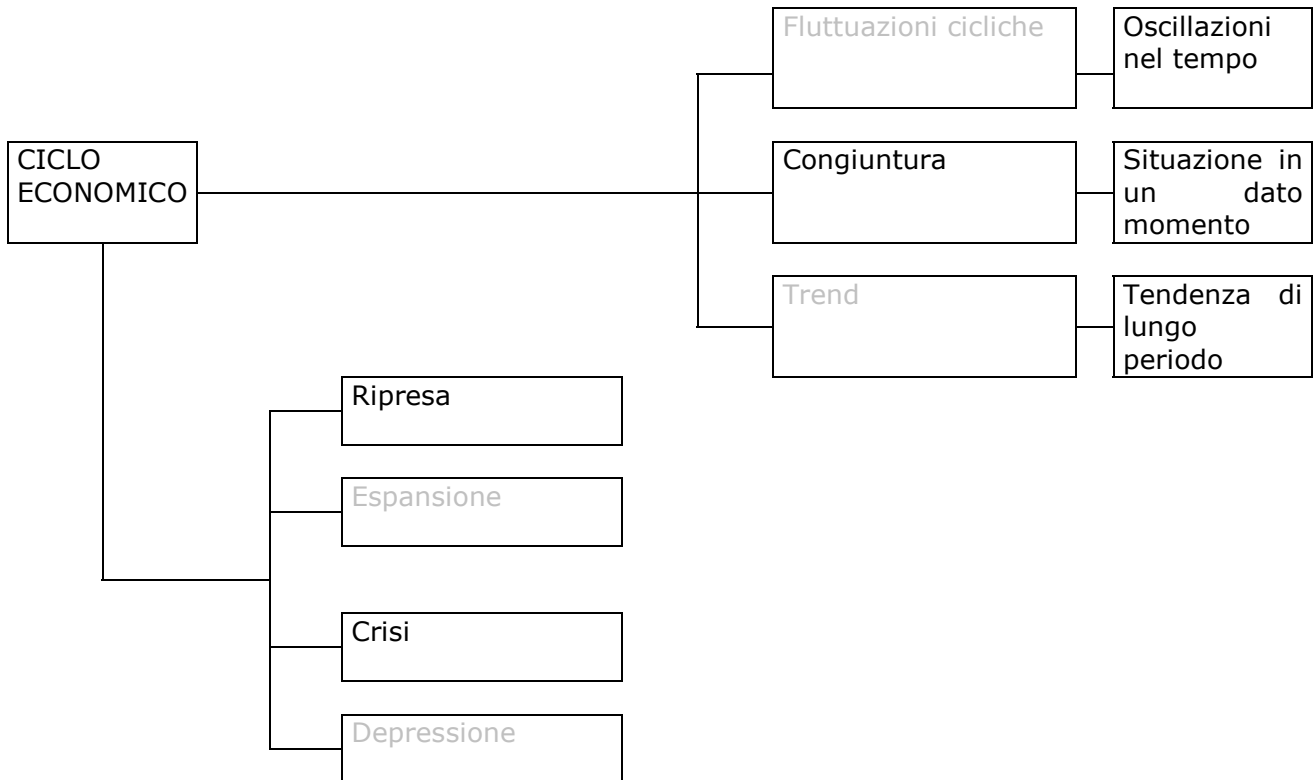 Fluttuazioni cicliche
Oscillazioni
nel tempo
CICLO
ECONOMICO
Congiuntura
Situazione in
un dato
momento
Trend
Tendenza di
lungo
periodo
Ripresa
Espansione
Crisi
Depressione